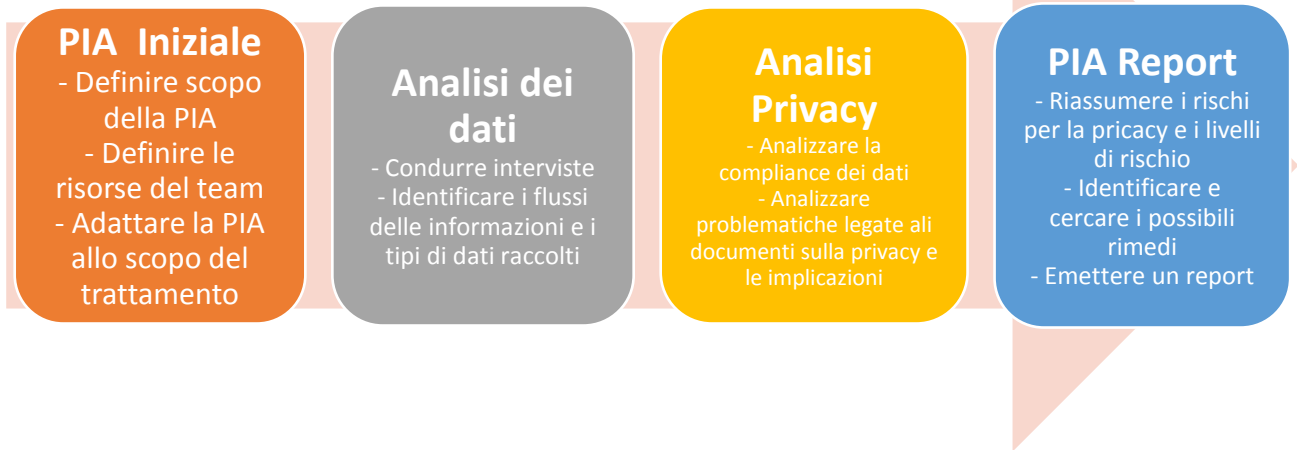 PIA Iniziale
- Definire scopo
della PIA
- Definire le
risorse del team
- Adattare la PIA
allo scopo del
trattamento
Analisi dei
dati
- Condurre interviste
- Identificare i flussi
delle informazioni e i
tipi di dati raccolti
Analisi
Privacy
- Analizzare la
compliance dei dati
- Analizzare
problematiche legate ali
documenti sulla privacy e
le implicazioni
PIA Report
- Riassumere i rischi
per la pricacy e i livelli
di rischio
- Identificare e
cercare i possibili
rimedi
- Emettere un report